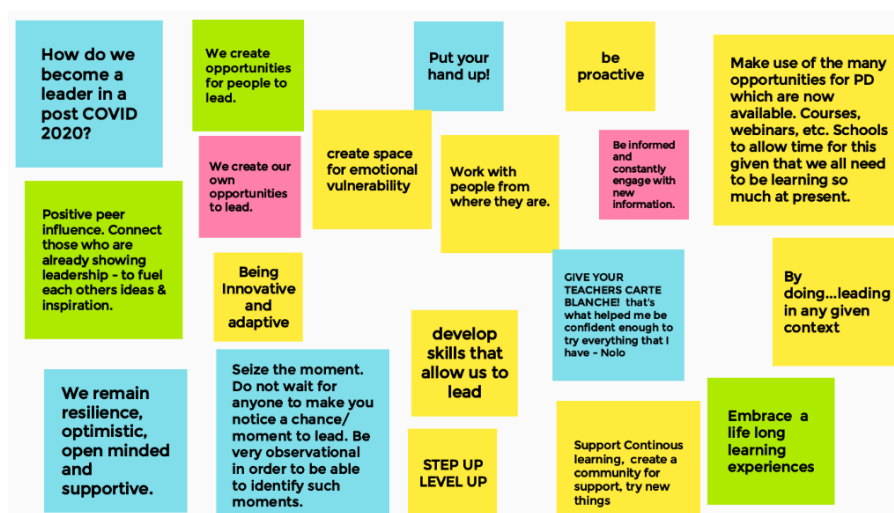 How do we
become a
leader in a
post COVID
2020?
We create
opportunities
for people to
lead.
Put your
hand up!
be
proactive
Make use of the many
opportunities for PD
which are now
available. Courses,
webinars, etc. Schools
to allow time for this
given that we all need
to be learning so
much at present.
We create our
own
opportunities
to lead.
create space
for emotional
vulnerability
Work with
people from
where they are.
Be informed
and
constantly
engage with
new
information.
Positive peer
influence. Connect
those who are
already showing
leadership - to fuel
each others ideas &
inspiration.
Being
Innovative
and
adaptive
GIVE YOUR
TEACHERS CARTE
BLANCHE! that's
what helped me be
confident enough to
try everything that I
have - Nolo
By
doing...leading
in any given
context
develop
skills that
allow us to
lead
We remain
resilience,
optimistic,
open minded
and
supportive.
Seize the moment.
Do not wait for
anyone to make you
notice a chance/
moment to lead. Be
very observational
in order to be able
to identify such
moments.
STEP UP
LEVEL UP
Support Continous
learning, create a
community for
support, try new
things
Embrace a
life long
learning
experiences